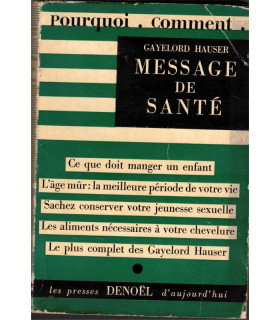 Pourquoi . comment .
GAYELORD HAUSER
MESSAGE
DE
SANTÉ
Ce que doit manger un enfant
L'âge mûr : la meilleure période de votre vie
Sachez conserver votre jeunesse sexuelle
Les aliments nécessaires à votre chevelure
Le plus complet des Gayelord Hauser
les presses DENOËL d'aujourd'hui